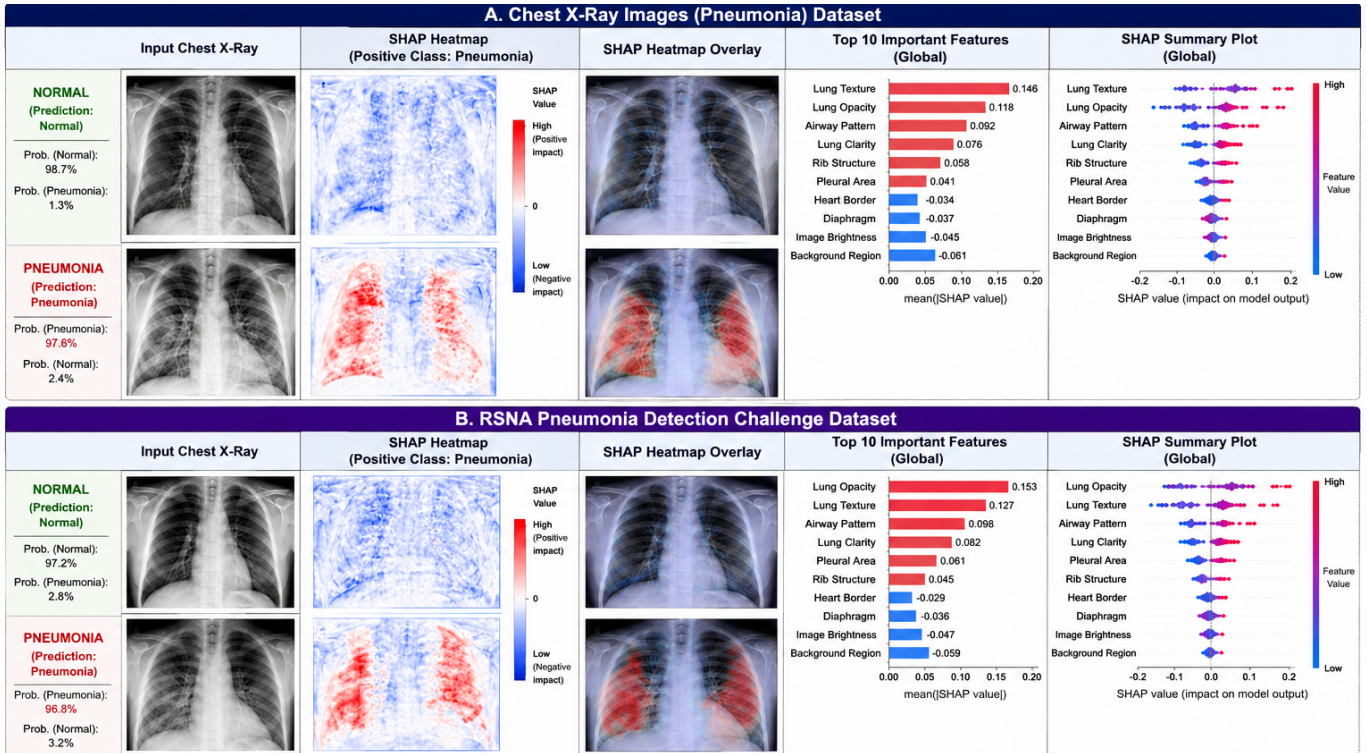 A. Chest X-Ray Images (Pneumonia) Dataset
Input Chest X-Ray
SHAP Heatmap
(Positive Class: Pneumonia)
SHAP Heatmap Overlay
Top 10 Important Features
(Global)
SHAP Summary Plot
(Global)
NORMAL
(Prediction:
Normal)
Prob. (Normal):
98.7%
Prob. (Pneumonia):
1.3%
SHAP
Value
High
(Positive
impact)
0
Low
(Negative
impact)
Lung Texture
0.146
Lung Opacity
0.118
Airway Pattern
0.092
Lung Clarity
0.076
Rib Structure
0.058
Pleural Area
0.041
Heart Border
-0.034
Diaphragm
-0.037
Image Brightness
-0.045
Background Region
-0.061
0.00 0.05 0.10 0.15 0.20
mean(|SHAP value|)
Lung Texture
Lung Opacity
Airway Pattern
Lung Clarity
Rib Structure
Pleural Area
Heart Border
Diaphragm
Image Brightness
Background Region
-0.2 -0.1 0.0 0.1 0.2
SHAP value (impact on model output)
High
Feature
Value
Low
PNEUMONIA
(Prediction:
Pneumonia)
Prob. (Pneumonia):
97.6%
Prob. (Normal):
2.4%
B. RSNA Pneumonia Detection Challenge Dataset
Input Chest X-Ray
SHAP Heatmap
(Positive Class: Pneumonia)
SHAP Heatmap Overlay
Top 10 Important Features
(Global)
SHAP Summary Plot
(Global)
NORMAL
(Prediction:
Normal)
Prob. (Normal):
97.2%
Prob. (Pneumonia):
2.8%
SHAP
Value
High
(Positive
impact)
0
Low
(Negative
impact)
Lung Opacity
0.153
Lung Texture
0.127
Airway Pattern
0.098
Lung Clarity
0.082
Pleural Area
0.061
Rib Structure
0.045
Heart Border
-0.029
Diaphragm
-0.036
Image Brightness
-0.047
Background Region
-0.059
0.00 0.05 0.10 0.15 0.20
mean(|SHAP value|)
Lung Opacity
Lung Texture
Airway Pattern
Lung Clarity
Pleural Area
Rib Structure
Heart Border
Diaphragm
Image Brightness
Background Region
-0.2 -0.1 0.0 0.1 0.2
SHAP value (impact on model output)
High
Feature
Value
Low
PNEUMONIA
(Prediction:
Pneumonia)
Prob. (Pneumonia):
96.8%
Prob. (Normal):
3.2%